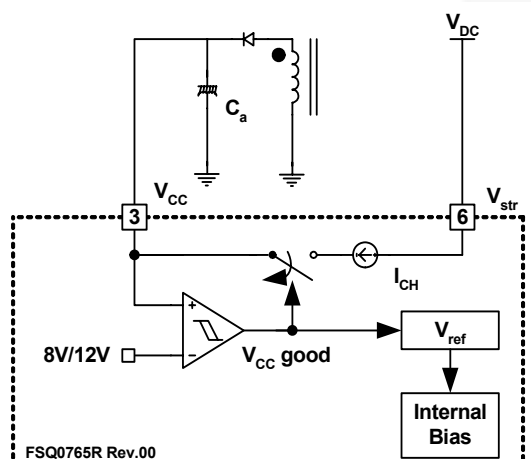 V_DC
C_a
V_CC
3
6
V_str
I_CH
8V/12V
+
-
V_CC good
V_ref
Internal
Bias
FSQ0765R Rev.00